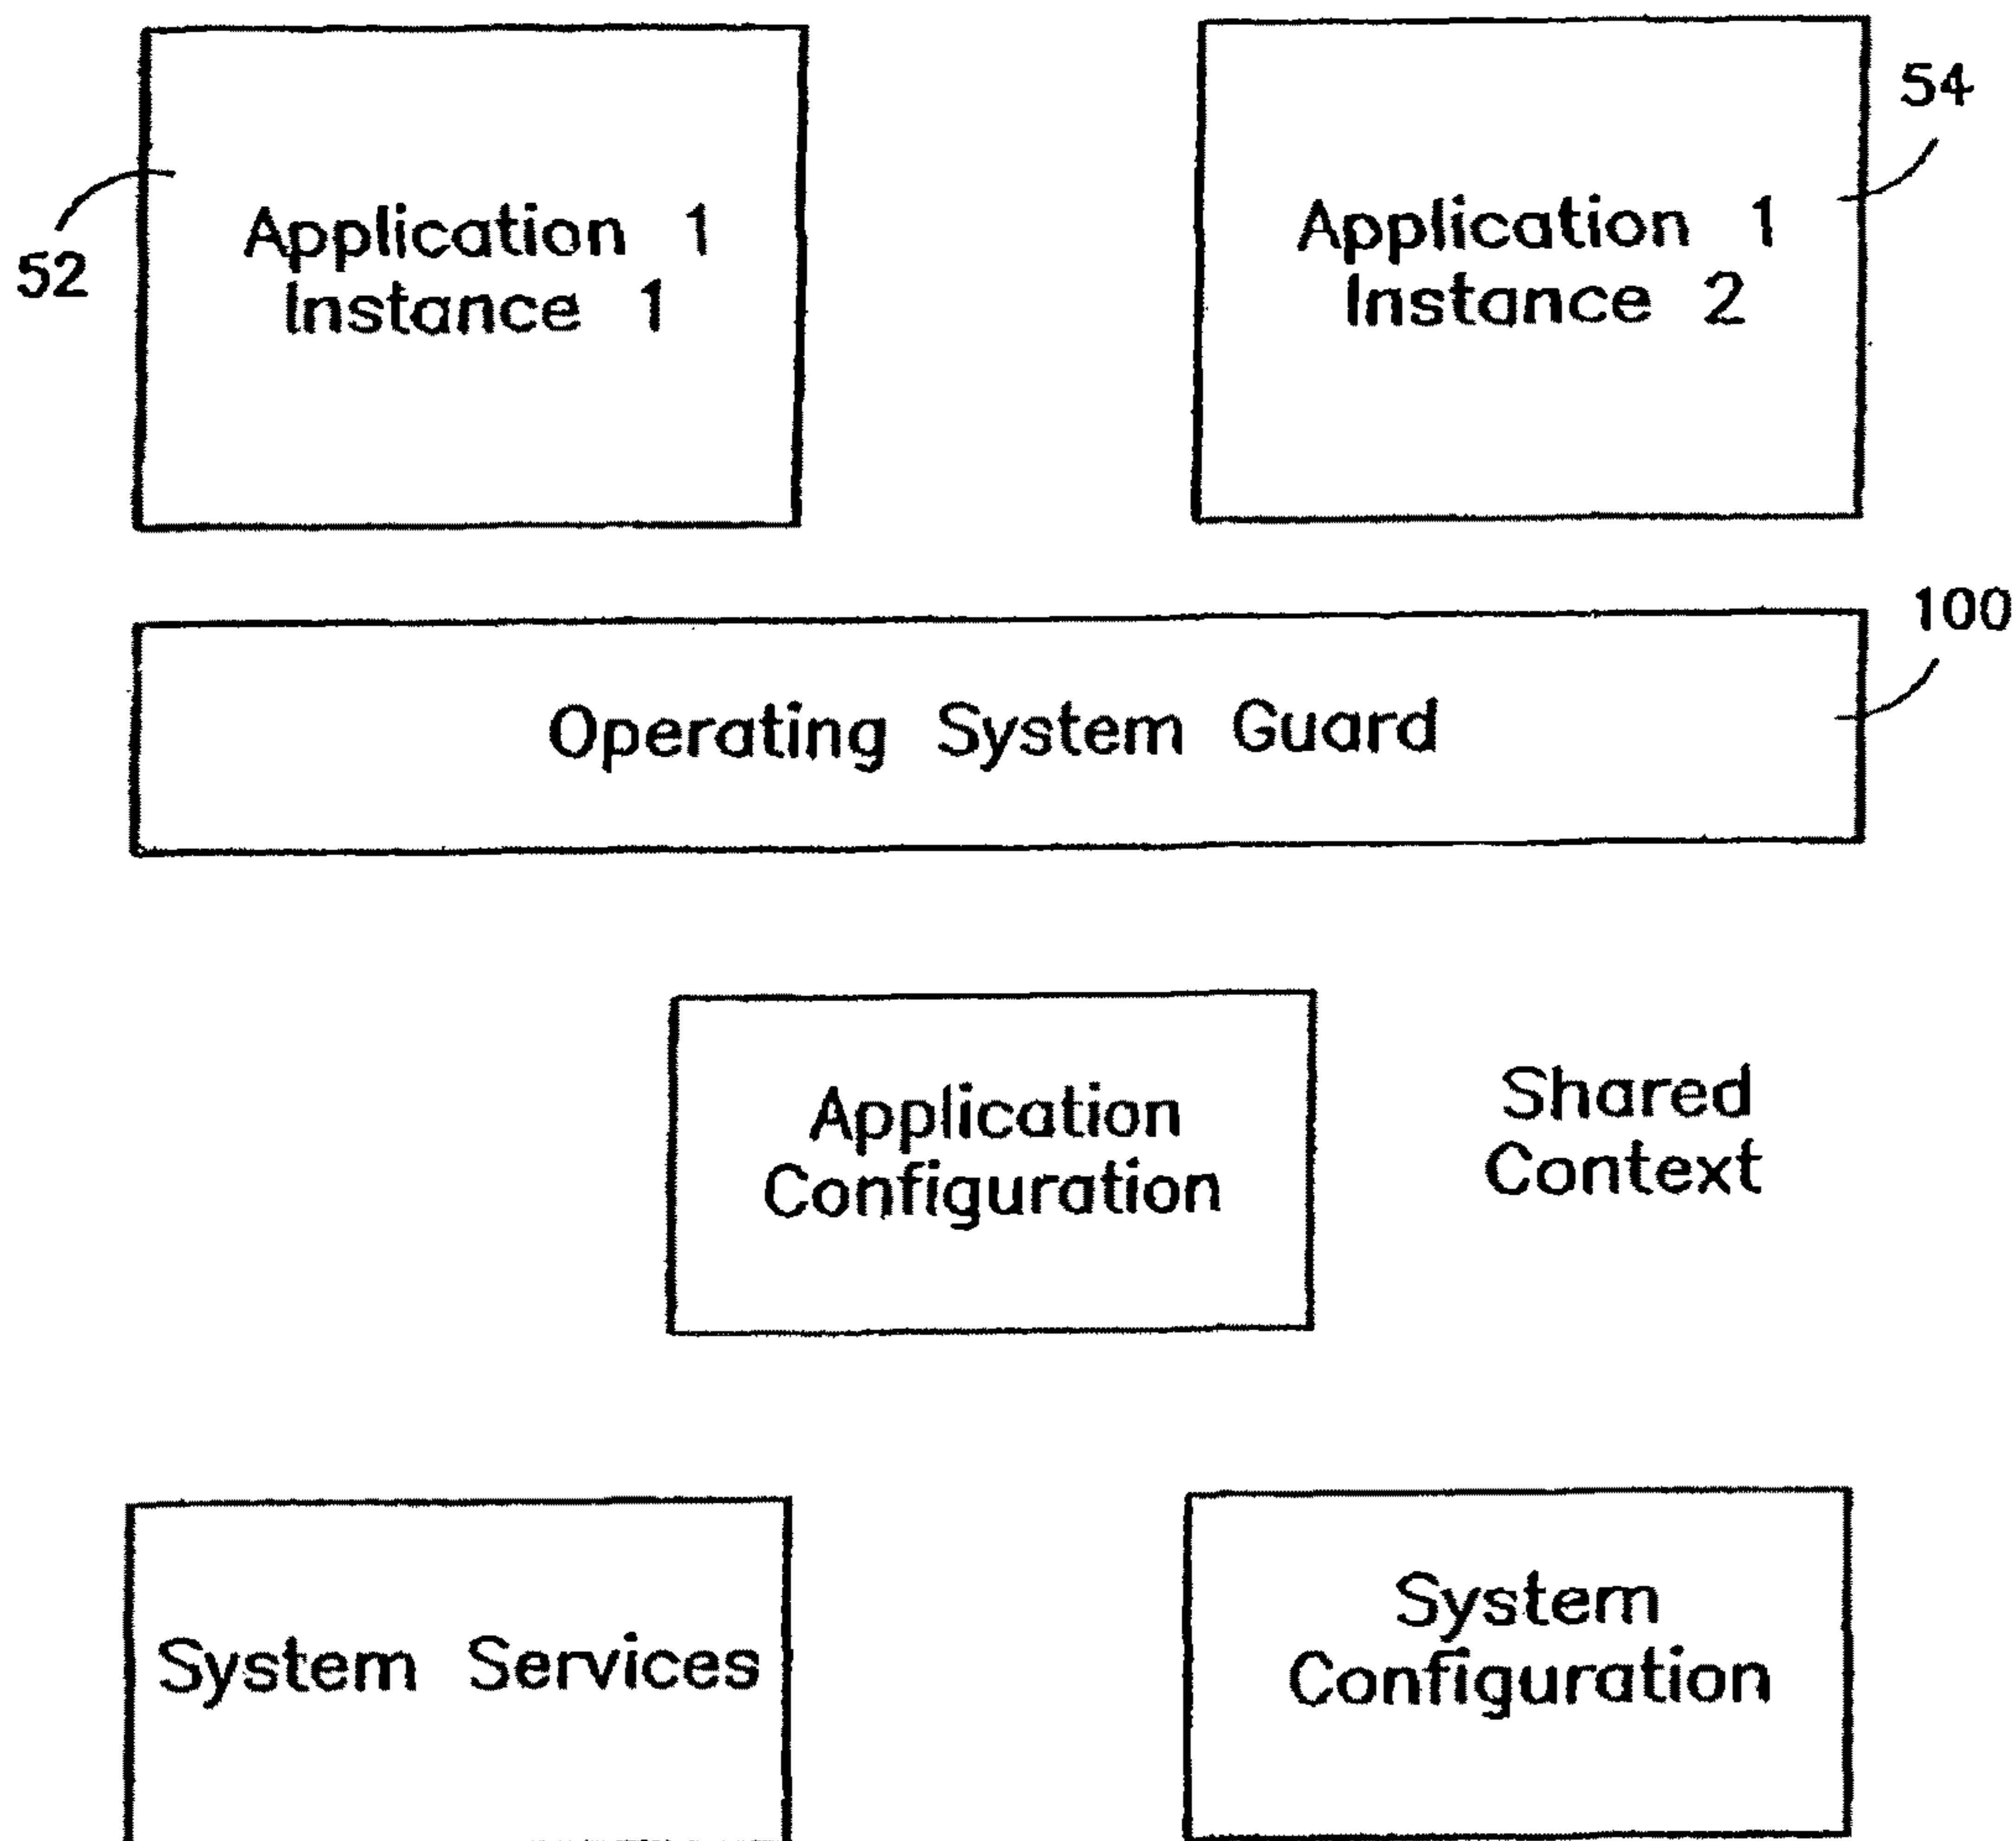 54
Application 1
Instance 1
52
Application 1
Instance 2
100
Operating System Guard
Application
Configuration
Shared
Context
System Services
System
Configuration